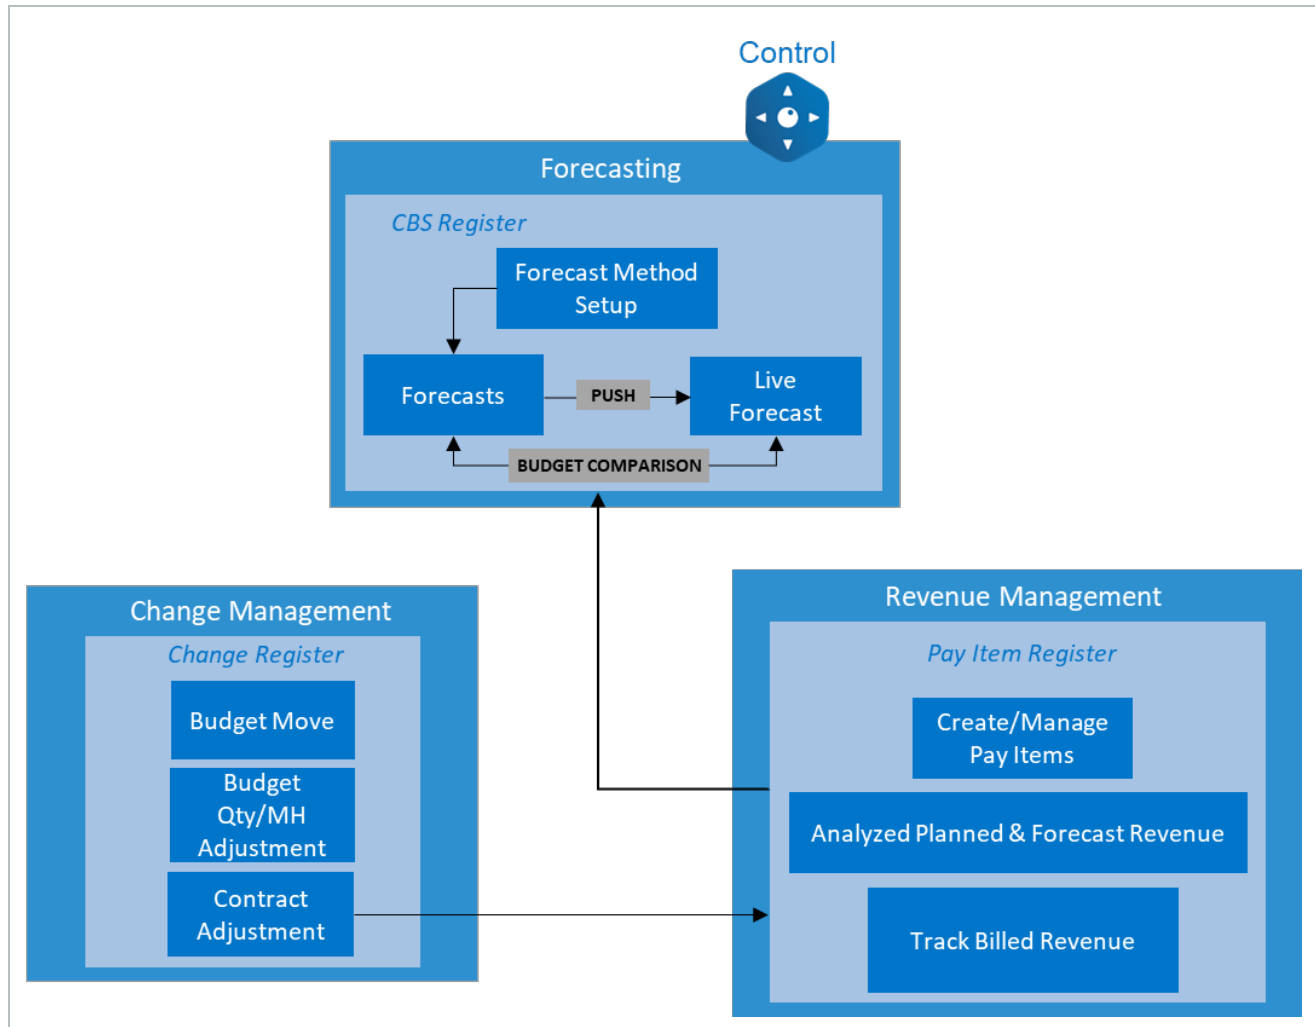 Control
Forecasting
CBS Register
Forecast Method
Setup
Forecasts
PUSH
Live
Forecast
BUDGET COMPARISON
Change Management
Change Register
Budget Move
Budget
Qty/MH
Adjustment
Contract
Adjustment
Revenue Management
Pay Item Register
Create/Manage
Pay Items
Analyzed Planned & Forecast Revenue
Track Billed Revenue